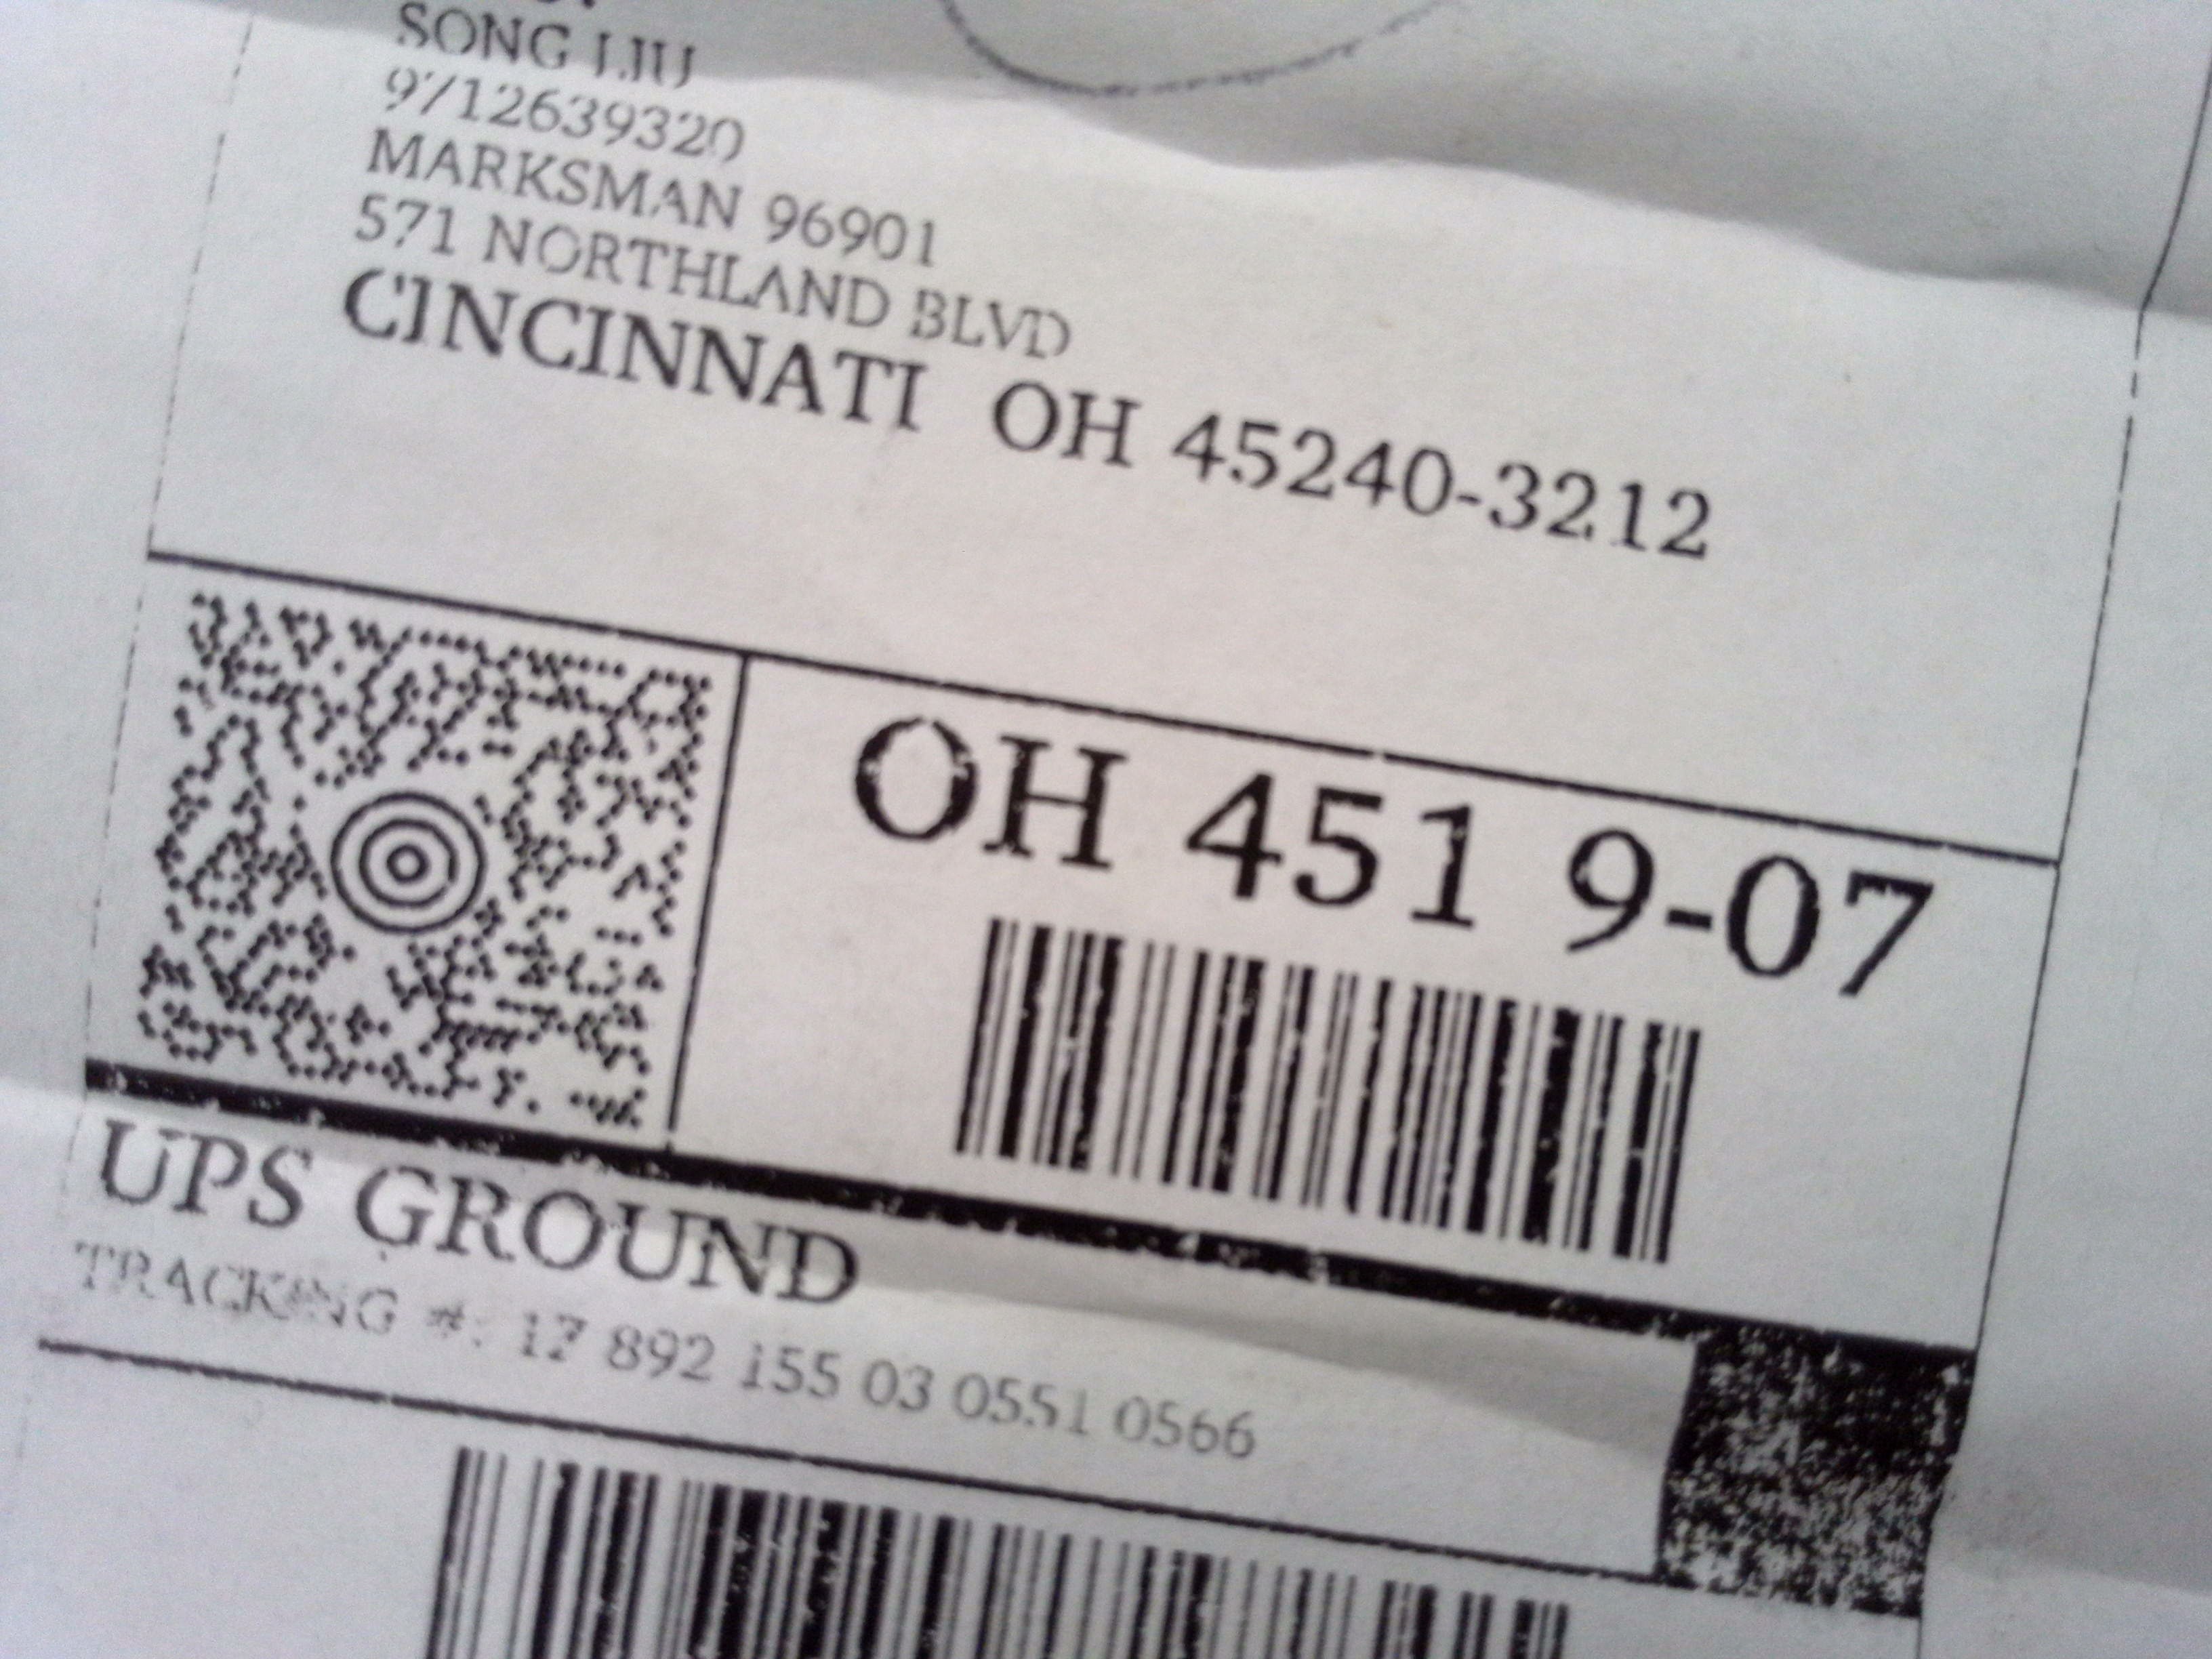 SONG LIU
9712639320
MARKSMAN 96901
571 NORTHLAND BLVD
CINCINNATI OH 45240-3212
OH 451 9-07
UPS GROUND
TRACKING #: 17 892 155 03 0551 0566